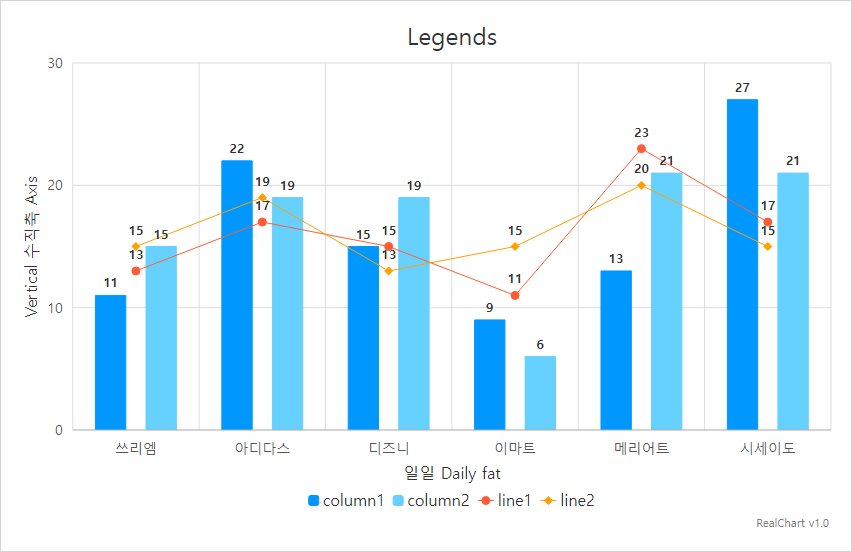 Legends
Vertical 수직축 Axis
30
20
10
0
11 15 15 13
22 19 19 17
15 19 15 13
9 6 15 11
13 21 23 20
27 21 17 15
쓰리엠 아디다스 디즈니 이마트 메리어트 시세이도
일일 Daily fat
column1 column2 line1 line2
RealChart v1.0